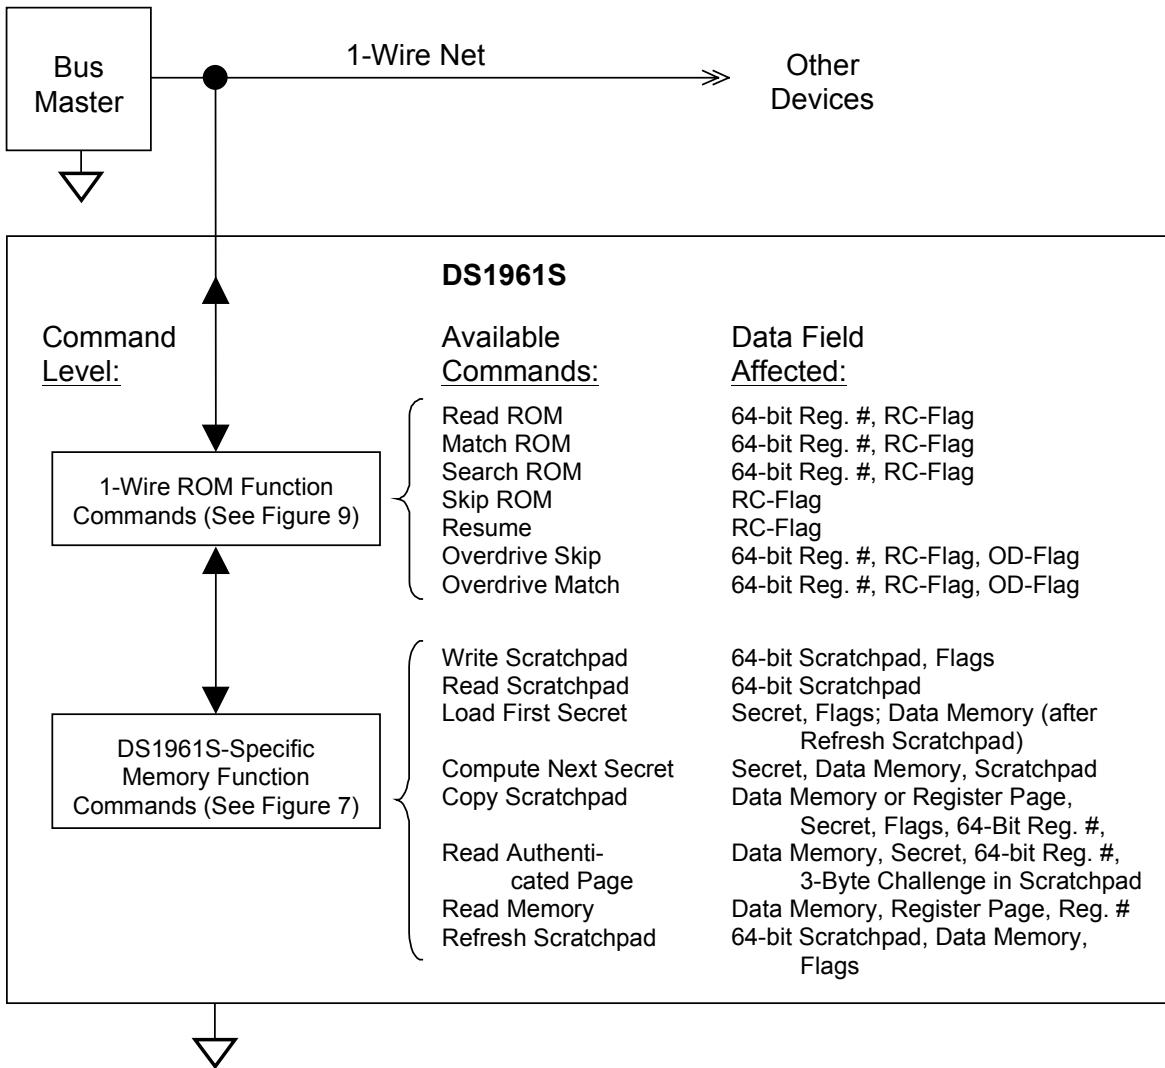 Bus
Master
1-Wire Net
Other
Devices
DS1961S
Command
Level:
Available
Commands:
Data Field
Affected:
1-Wire ROM Function
Commands (See Figure 9)
Read ROM 64-bit Reg. #, RC-Flag
Match ROM 64-bit Reg. #, RC-Flag
Search ROM 64-bit Reg. #, RC-Flag
Skip ROM RC-Flag
Resume RC-Flag
Overdrive Skip 64-bit Reg. #, RC-Flag, OD-Flag
Overdrive Match 64-bit Reg. #, RC-Flag, OD-Flag
DS1961S-Specific
Memory Function
Commands (See Figure 7)
Write Scratchpad 64-bit Scratchpad, Flags
Read Scratchpad 64-bit Scratchpad
Load First Secret Secret, Flags; Data Memory (after
Refresh Scratchpad)
Compute Next Secret Secret, Data Memory, Scratchpad
Copy Scratchpad Data Memory or Register Page,
Secret, Flags, 64-Bit Reg. #,
Read Authenti- Data Memory, Secret, 64-bit Reg. #,
cated Page 3-Byte Challenge in Scratchpad
Read Memory Data Memory, Register Page, Reg. #
Refresh Scratchpad 64-bit Scratchpad, Data Memory,
Flags